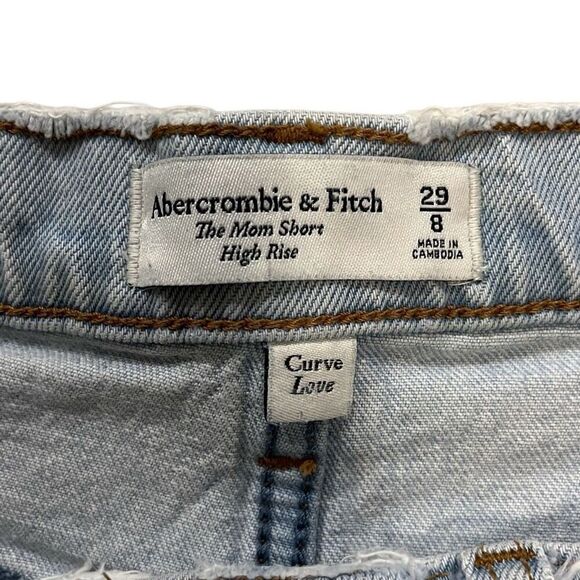 Abercrombie & Fitch
The Mom Short
High Rise
29
8
MADE IN
CAMBODIA
Curve
Love